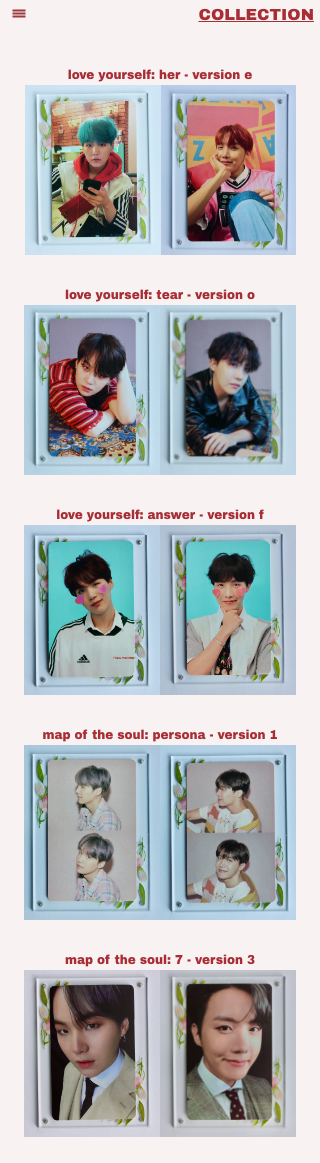 COLLECTION
love yourself: her - version e
love yourself: tear - version o
love yourself: answer - version f
map of the soul: persona - version 1
map of the soul: 7 - version 3